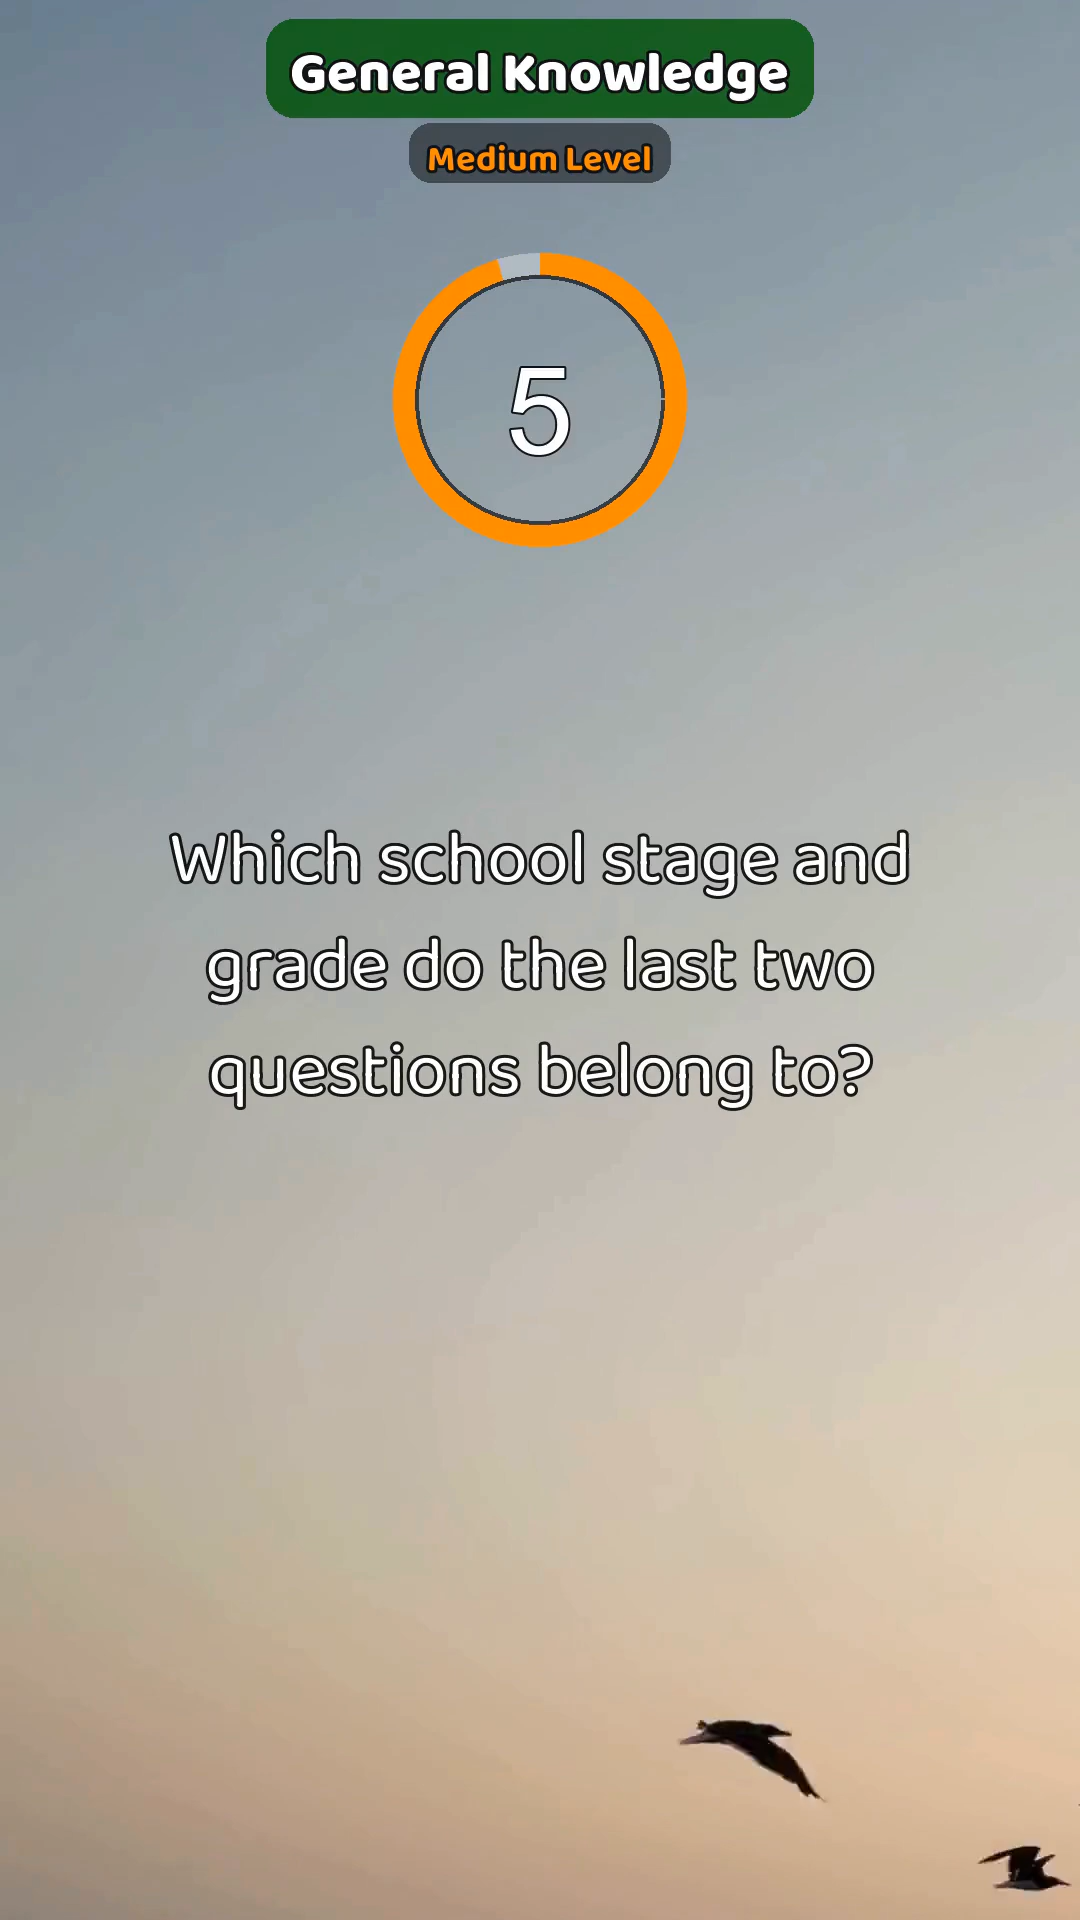 General Knowledge
Medium Level
5
Which school stage and
grade do the last two
questions belong to?